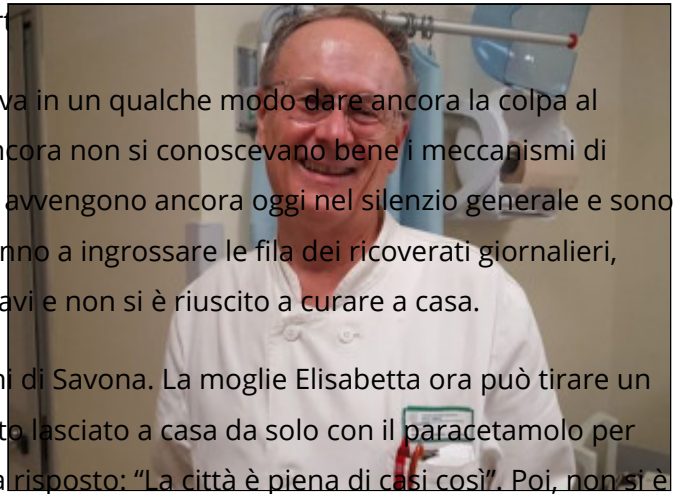 va in un qualche modo dare ancora la colpa al
ncora non si conoscevano bene i meccanismi di
avvengono ancora oggi nel silenzio generale e sono
nno a ingrossare le fila dei ricoverati giornalieri,
avi e non si è riuscito a curare a casa.
ni di Savona. La moglie Elisabetta ora può tirare un
to lasciato a casa da solo con il paracetamolo per
a risposto: “La città è piena di casi così”. Poi, non si è